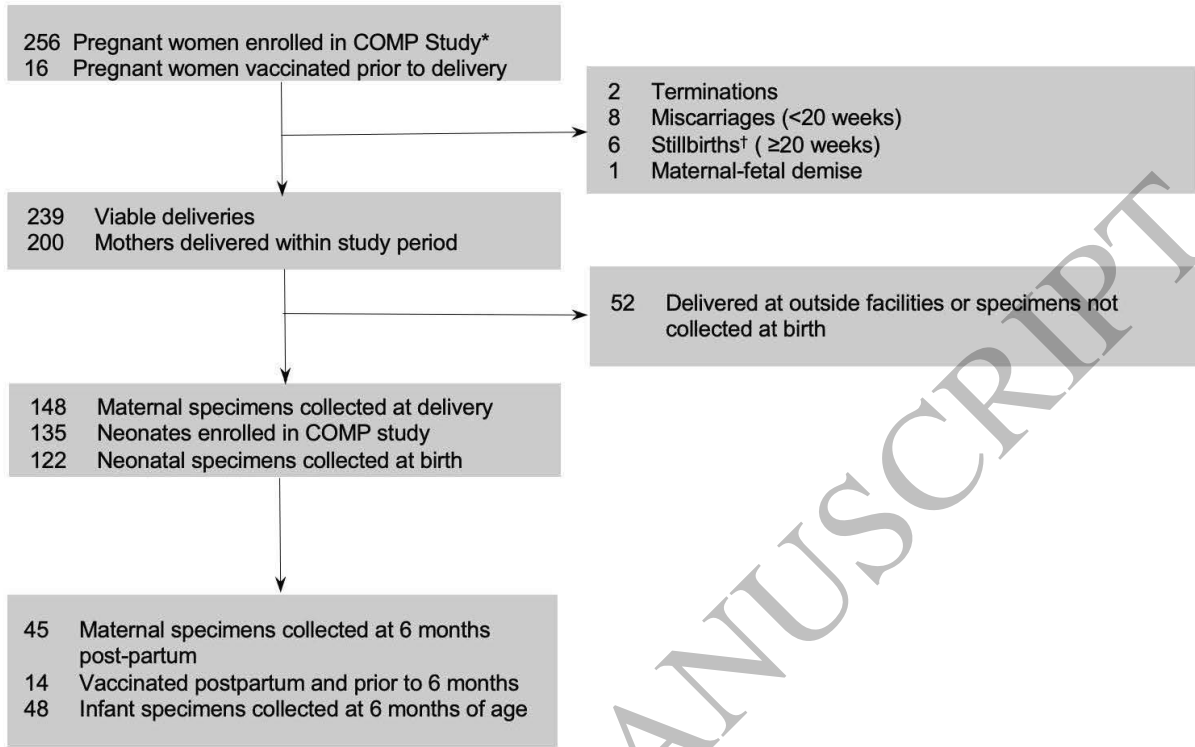 256 Pregnant women enrolled in COMP Study*
16 Pregnant women vaccinated prior to delivery
2 Terminations
8 Miscarriages (<20 weeks)
6 Stillbirths† ( ≥20 weeks)
1 Maternal-fetal demise
239 Viable deliveries
200 Mothers delivered within study period
52 Delivered at outside facilities or specimens not
collected at birth
148 Maternal specimens collected at delivery
135 Neonates enrolled in COMP study
122 Neonatal specimens collected at birth
45 Maternal specimens collected at 6 months
post-partum
14 Vaccinated postpartum and prior to 6 months
48 Infant specimens collected at 6 months of age
ANUSCRIPT